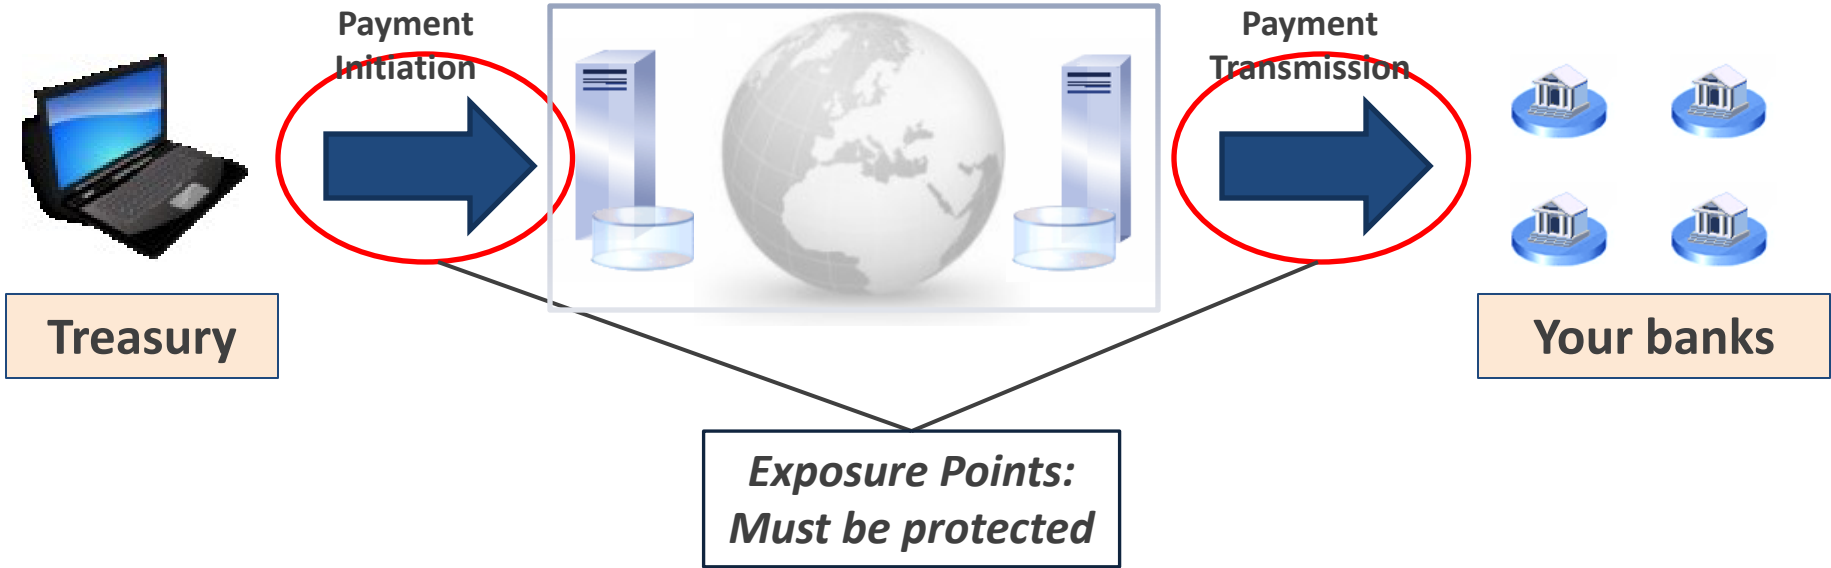 Payment
Initiation
Payment
Transmission
Treasury
Your banks
Exposure Points:
Must be protected